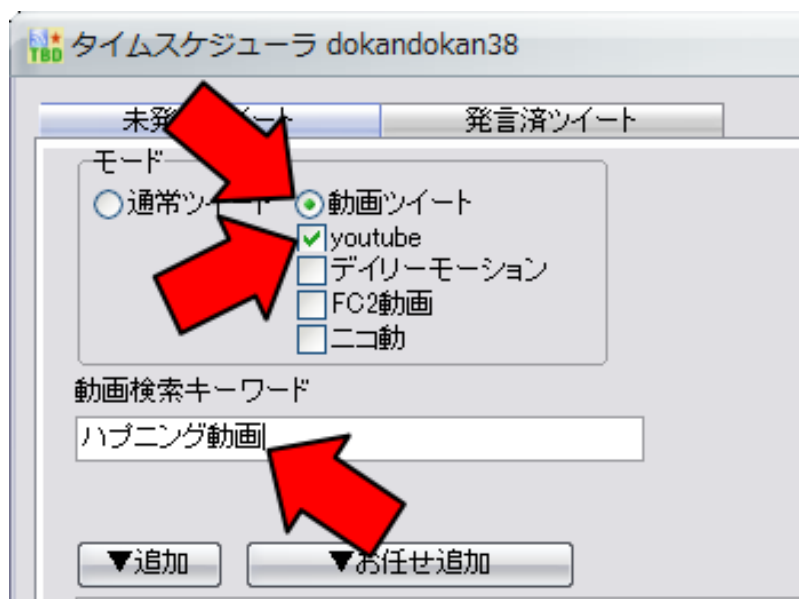 TBD タイムスケジューラ dokandokan38
発言済ツイート
モード
通常ツイート 動画ツイート
youtube
デイリーモーション
FC2動画
ニコ動
動画検索キーワード
ハプニング動画
▼追加 ▼お任せ追加